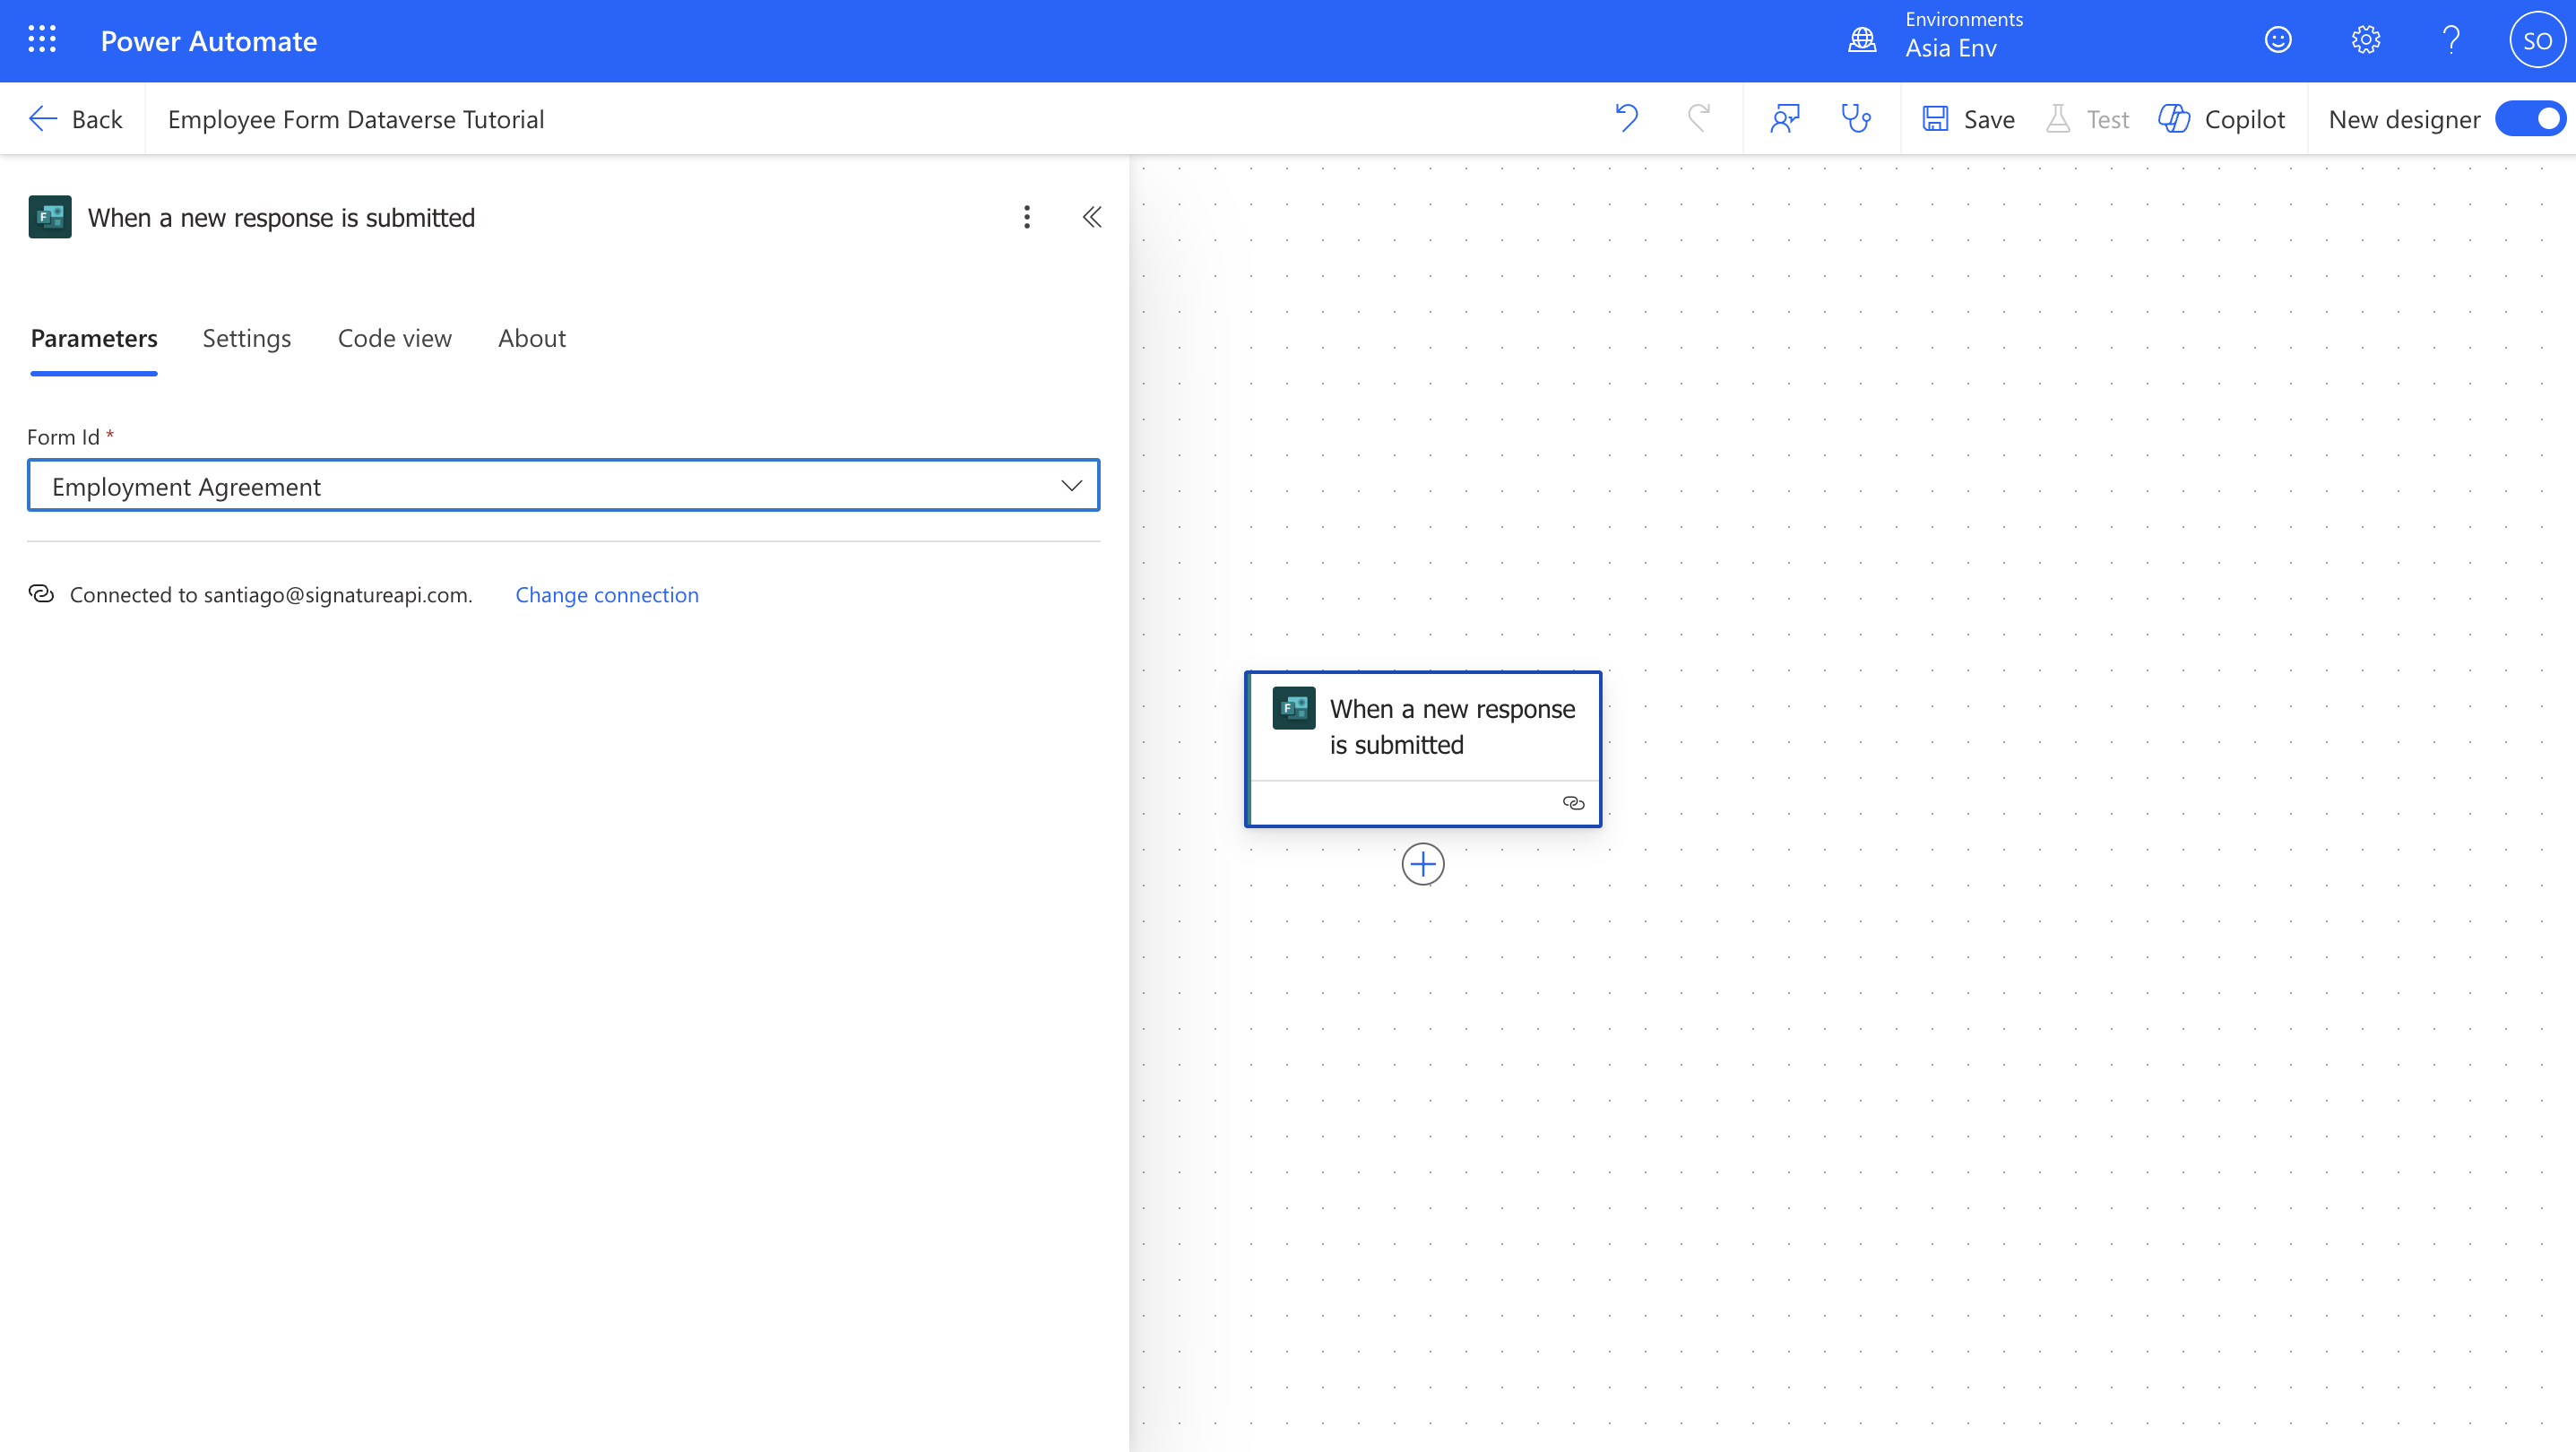 Power Automate
Environments
Asia Env
SO
Back
Employee Form Dataverse Tutorial
Save
Test
Copilot
New designer
When a new response is submitted
Parameters
Settings
Code view
About
Form Id *
Employment Agreement
Connected to santiago@signatureapi.com.
Change connection
When a new response
is submitted